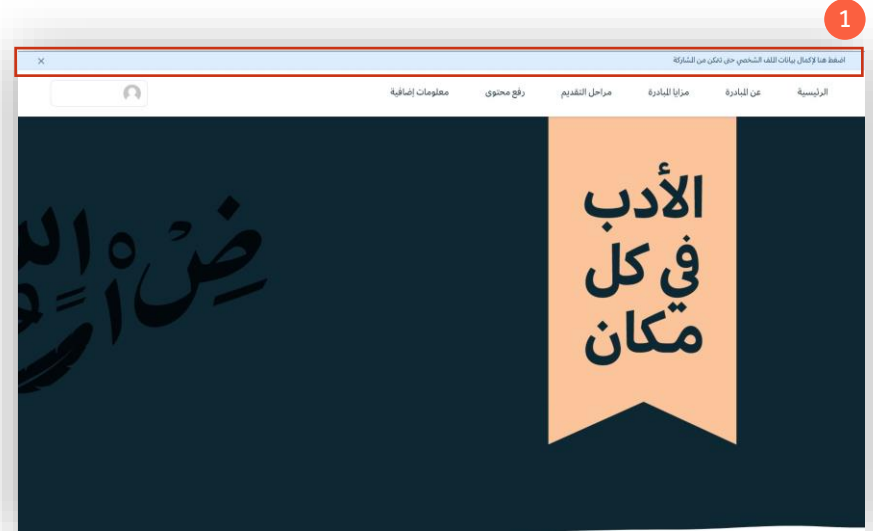 1
اضغط هنا لإكمال بيانات الملف الشخصي حتى تتمكن من المشاركة
الرئيسية عن المبادرة مزايا المبادرة مراحل التقديم رفع محتوى معلومات إضافية
الأدب
في كل
مكان